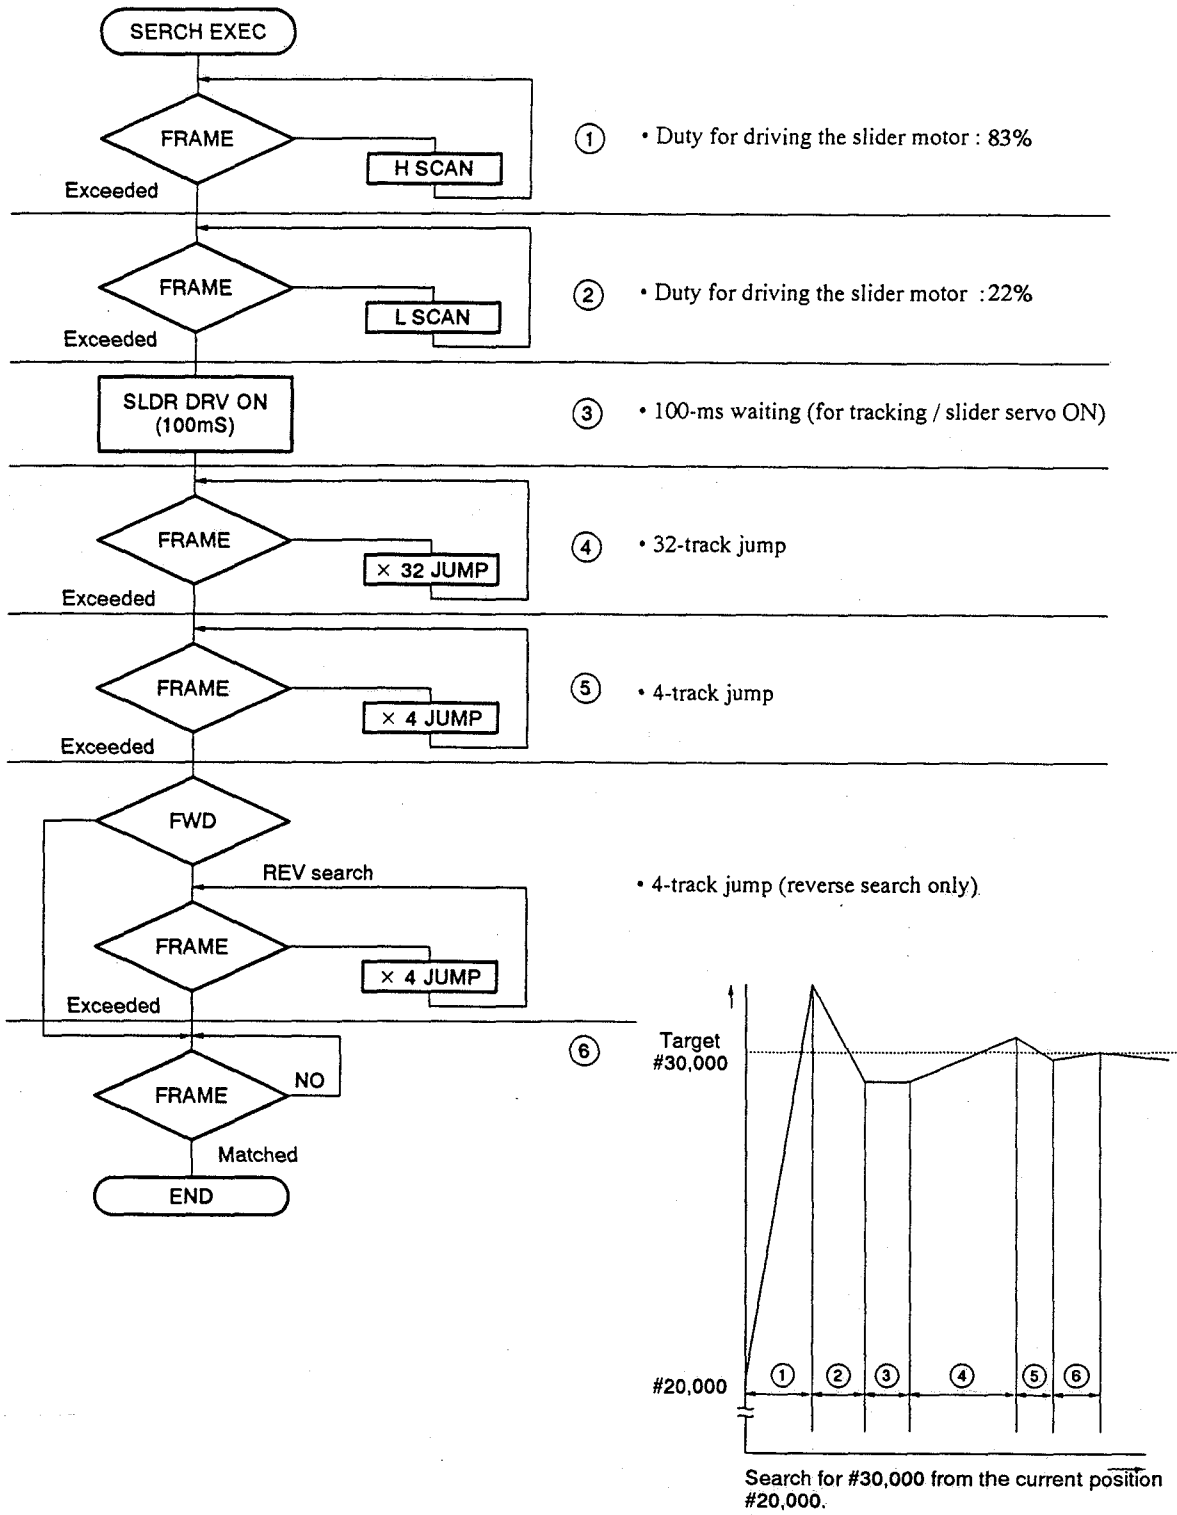 SERCH EXEC
FRAME
H SCAN
Exceeded
① • Duty for driving the slider motor : 83%
FRAME
L SCAN
Exceeded
② • Duty for driving the slider motor : 22%
SLDR DRV ON
(100mS)
③ • 100-ms waiting (for tracking / slider servo ON)
FRAME
× 32 JUMP
Exceeded
④ • 32-track jump
FRAME
× 4 JUMP
Exceeded
⑤ • 4-track jump
FWD
REV search
• 4-track jump (reverse search only)
FRAME
× 4 JUMP
Exceeded
⑥
FRAME
NO
Matched
END
Target
#30,000
#20,000
① ② ③ ④ ⑤ ⑥
Search for #30,000 from the current position
#20,000.